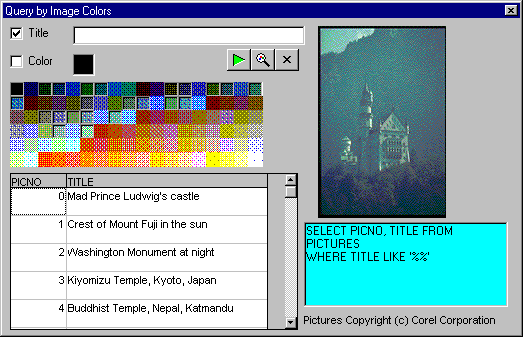 Query by Image Colors
Title
Color
PICNO TITLE
0 Mad Prince Ludwig's castle
1 Crest of Mount Fuji in the sun
2 Washington Monument at night
3 Kiyomizu Temple, Kyoto, Japan
4 Buddhist Temple, Nepal, Katmandu
SELECT PICNO, TITLE FROM
PICTURES
WHERE TITLE LIKE '%%'
Pictures Copyright (c) Corel Corporation